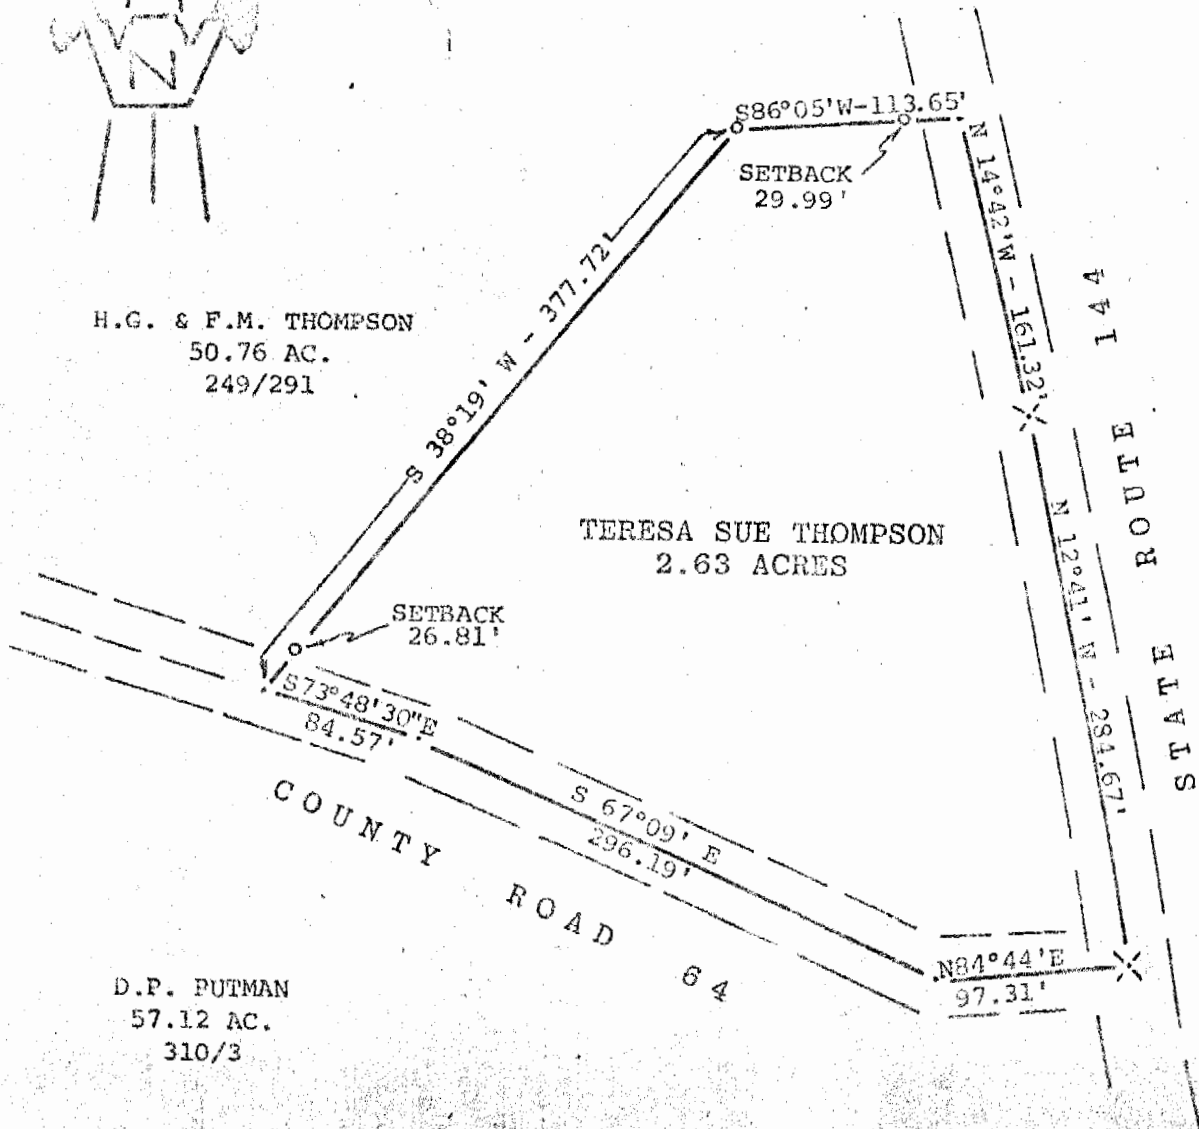 N
S86°05'W-113.65'
SETBACK
29.99'
N 14°42'W - 161.32'
S 38°19' W - 377.72'
H.G. & F.M. THOMPSON
50.76 AC.
249/291
STATE ROUTE 144
TERESA SUE THOMPSON
2.63 ACRES
N 12°41' W - 284.67'
SETBACK
26.81'
S73°48'30"E
84.57'
S 67°09' E
296.19'
COUNTY ROAD 64
N84°44'E
97.31'
D.P. PUTMAN
57.12 AC.
310/3